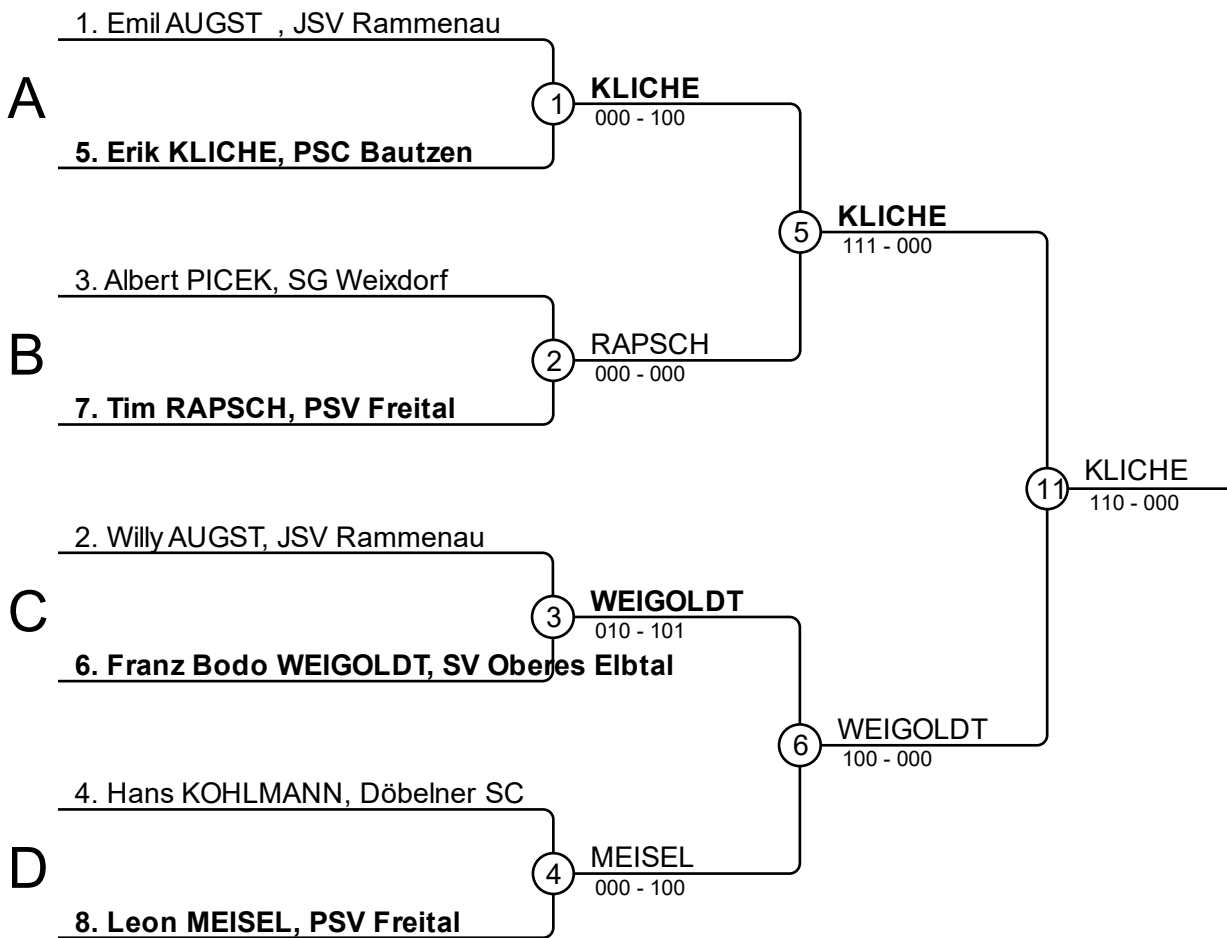 1. Emil AUGST , JSV Rammenau
A
1
KLICHE
000 - 100
5. Erik KLICHE, PSC Bautzen
5
KLICHE
111 - 000
3. Albert PICEK, SG Weixdorf
B
2
RAPSCH
000 - 000
7. Tim RAPSCH, PSV Freital
11
KLICHE
110 - 000
2. Willy AUGST, JSV Rammenau
C
3
WEIGOLDT
010 - 101
6. Franz Bodo WEIGOLDT, SV Oberes Elbtal
6
WEIGOLDT
100 - 000
4. Hans KOHLMANN, Döbelner SC
D
4
MEISEL
000 - 100
8. Leon MEISEL, PSV Freital